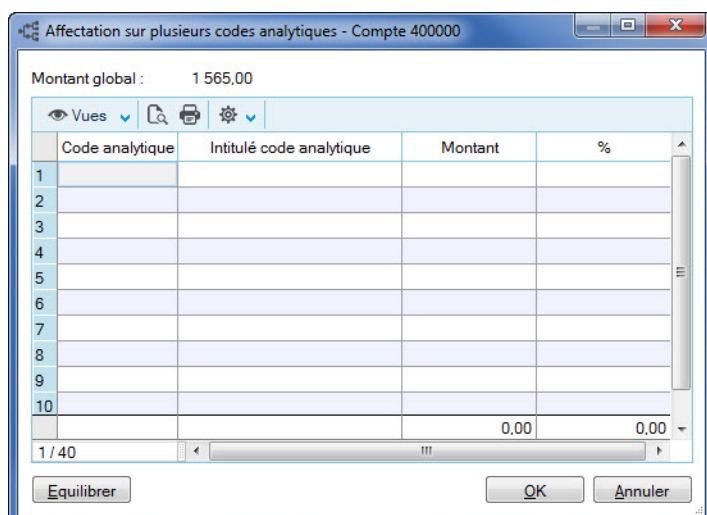 Affectation sur plusieurs codes analytiques - Compte 400000
Montant global : 1 565,00
Vues
Code analytique Intitulé code analytique Montant %
1
2
3
4
5
6
7
8
9
10
0,00 0,00
1 / 40
Equilibrer OK Annuler